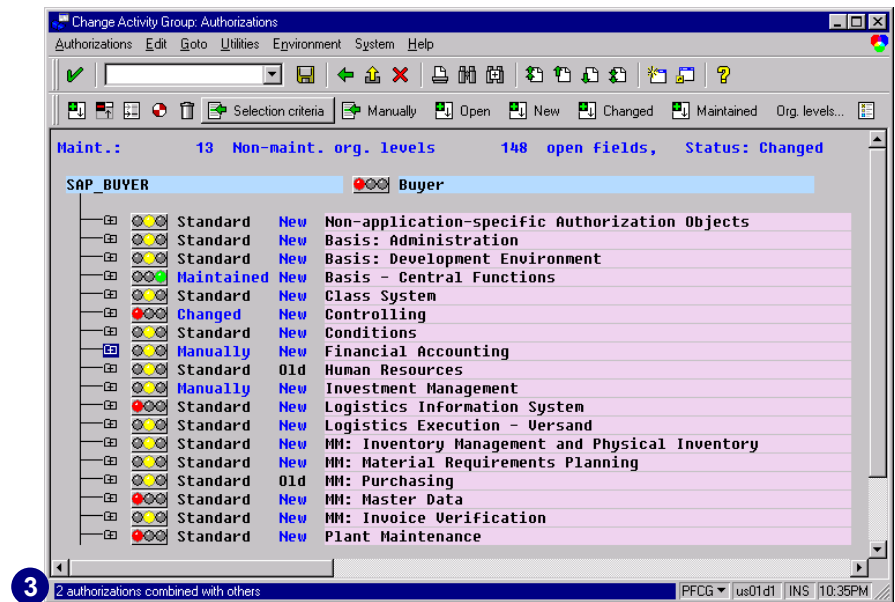 Change Activity Group: Authorizations
Authorizations Edit Goto Utilities Environment System Help
Selection criteria Manually Open New Changed Maintained Org. levels...
Maint.: 13 Non-maint. org. levels 148 open fields, Status: Changed
SAP_BUYER Buyer
Standard New Non-application-specific Authorization Objects
Standard New Basis: Administration
Standard New Basis: Development Environment
Maintained New Basis - Central Functions
Standard New Class System
Changed New Controlling
Standard New Conditions
Manually New Financial Accounting
Standard Old Human Resources
Manually New Investment Management
Standard New Logistics Information System
Standard New Logistics Execution - Versand
Standard New MM: Inventory Management and Physical Inventory
Standard New MM: Material Requirements Planning
Standard Old MM: Purchasing
Standard New MM: Master Data
Standard New MM: Invoice Verification
Standard New Plant Maintenance
3 2 authorizations combined with others PFCG us01d1 INS 10:35PM